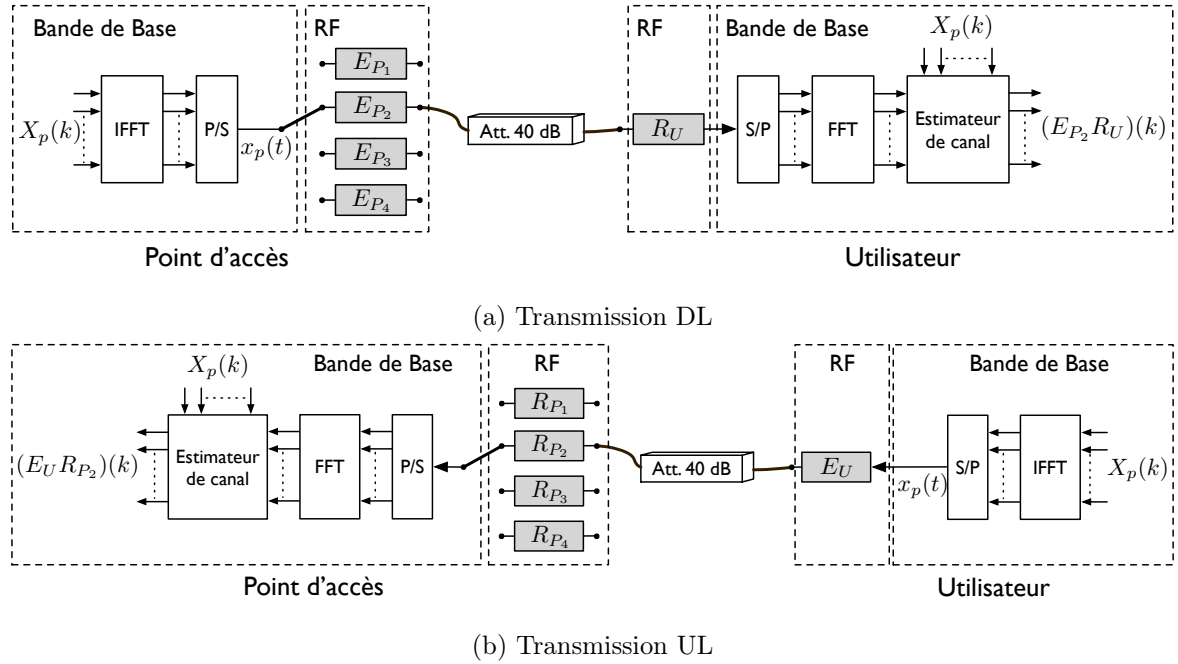 Bande de Base
RF
RF
Bande de Base
$X_p(k)$
$X_p(k)$
IFFT
P/S
$x_p(t)$
$E_{P_1}$
$E_{P_2}$
$E_{P_3}$
$E_{P_4}$
Att. 40 dB
$R_U$
S/P
FFT
Estimateur
de canal
$(E_{P_2} R_U)(k)$
Point d'accès
Utilisateur
(a) Transmission DL
Bande de Base
RF
RF
Bande de Base
$X_p(k)$
$(E_U R_{P_2})(k)$
Estimateur
de canal
FFT
P/S
$R_{P_1}$
$R_{P_2}$
$R_{P_3}$
$R_{P_4}$
Att. 40 dB
$E_U$
$x_p(t)$
S/P
IFFT
$X_p(k)$
Point d'accès
Utilisateur
(b) Transmission UL